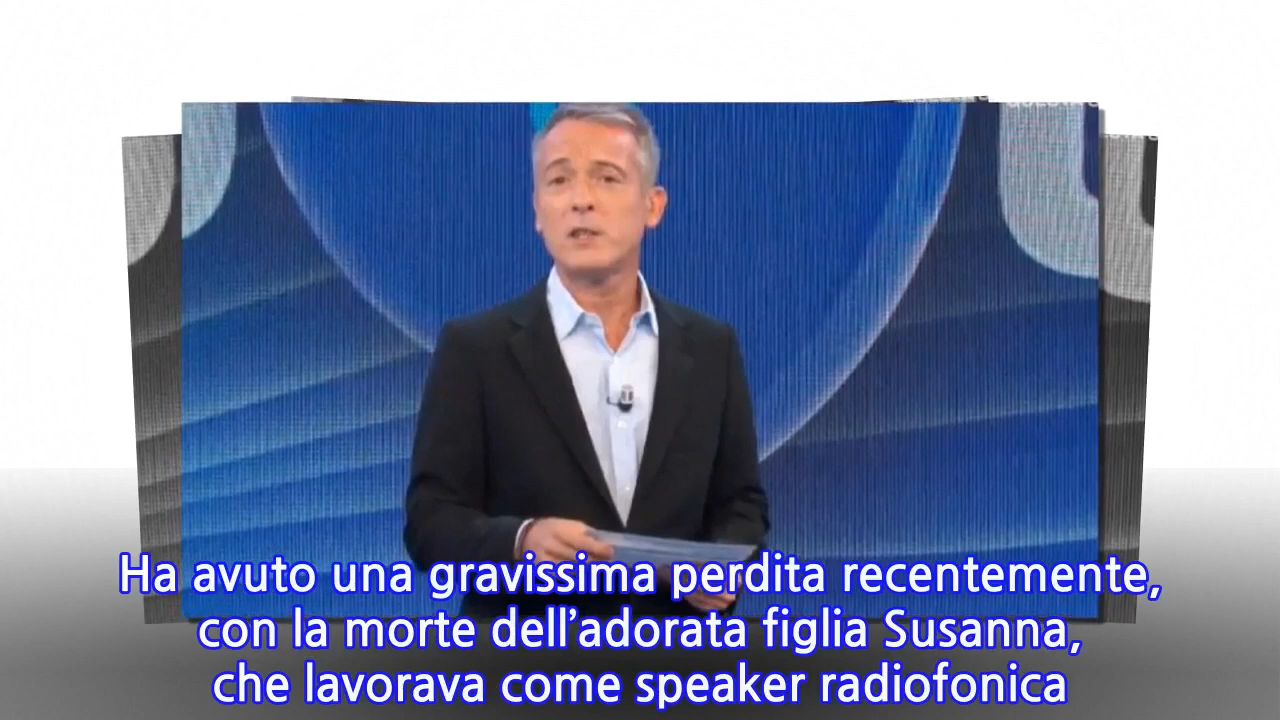 Ha avuto una gravissima perdita recentemente,
con la morte dell’adorata figlia Susanna,
che lavorava come speaker radiofonica